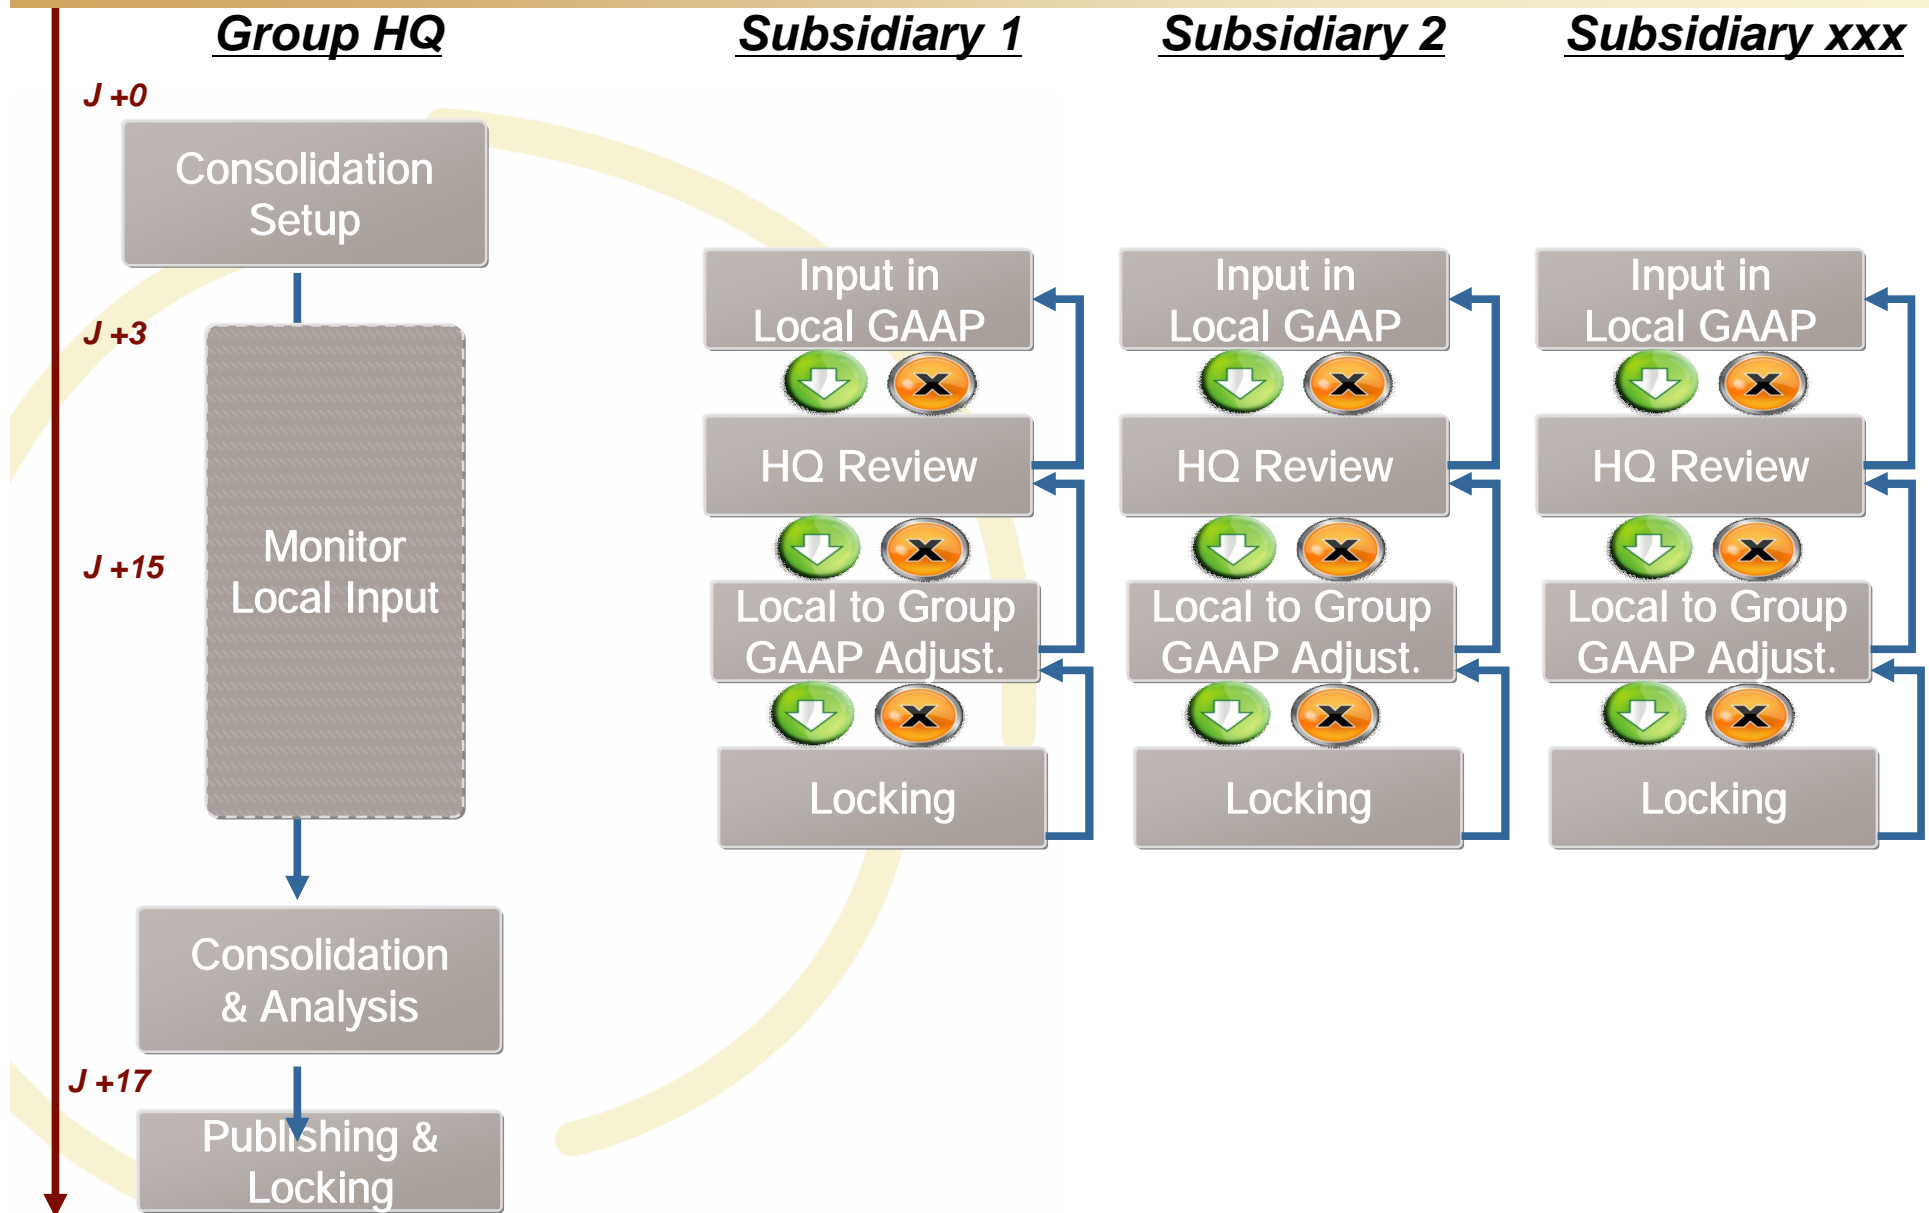 Group HQ
Subsidiary 1
Subsidiary 2
Subsidiary xxx
J +0
Consolidation
Setup
J +3
Monitor
Local Input
J +15
Consolidation
& Analysis
J +17
Publishing &
Locking
Input in
Local GAAP
X
HQ Review
X
Local to Group
GAAP Adjust.
X
Locking
Input in
Local GAAP
X
HQ Review
X
Local to Group
GAAP Adjust.
X
Locking
Input in
Local GAAP
X
HQ Review
X
Local to Group
GAAP Adjust.
X
Locking